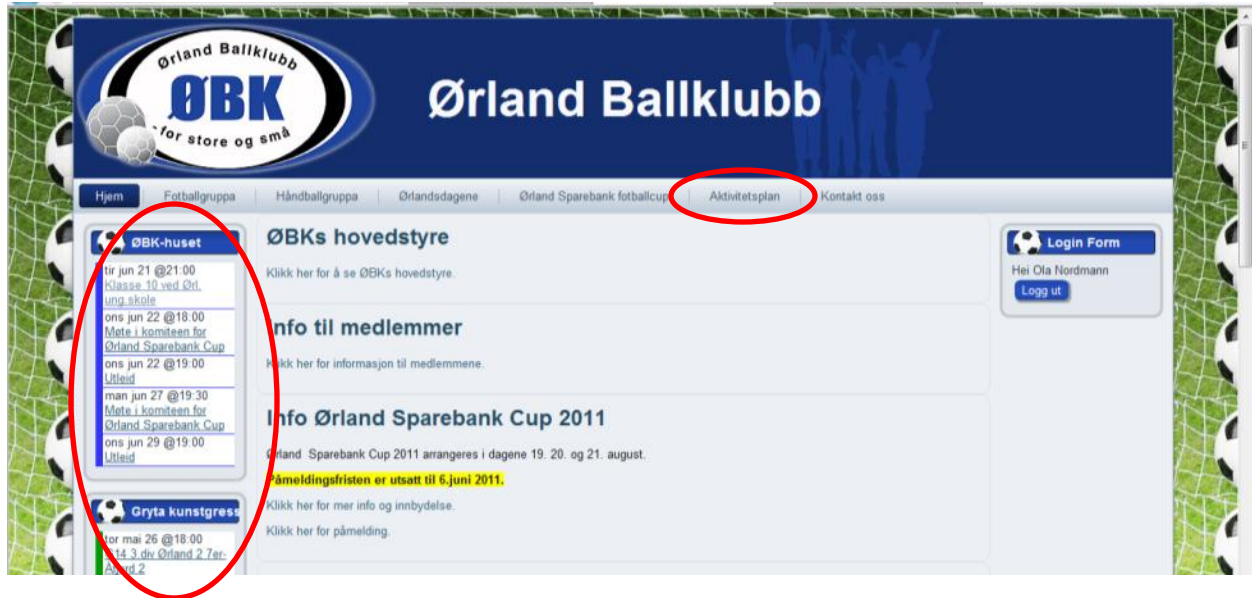 Ørland Ballklubb
ØBK
- for store og små
Ørland Ballklubb
Hjem
Fotballgruppa
Håndballgruppa
Ørlandsdagene
Ørland Sparebank fotballcup
Aktivitetsplan
Kontakt oss
ØBK-huset
tir jun 21 @21:00
Klasse 10 ved Ørl.
ung.skole
ons jun 22 @18:00
Møte i komiteen for
Ørland Sparebank Cup
ons jun 22 @19:00
Utleid
man jun 27 @19:30
Møte i komiteen for
Ørland Sparebank Cup
ons jun 29 @19:00
Utleid
Gryta kunstgress
tor mai 26 @18:00
3.div Ørland 2 7er-
2
ØBKs hovedstyre
Klikk her for å se ØBKs hovedstyre.
Info til medlemmer
Klikk her for informasjon til medlemmene.
Info Ørland Sparebank Cup 2011
Ørland Sparebank Cup 2011 arrangeres i dagene 19. 20. og 21. august.
Påmeldingsfristen er utsatt til 6.juni 2011.
Klikk her for mer info og innbydelse.
Klikk her for påmelding.
Login Form
Hei Ola Nordmann
Logg ut